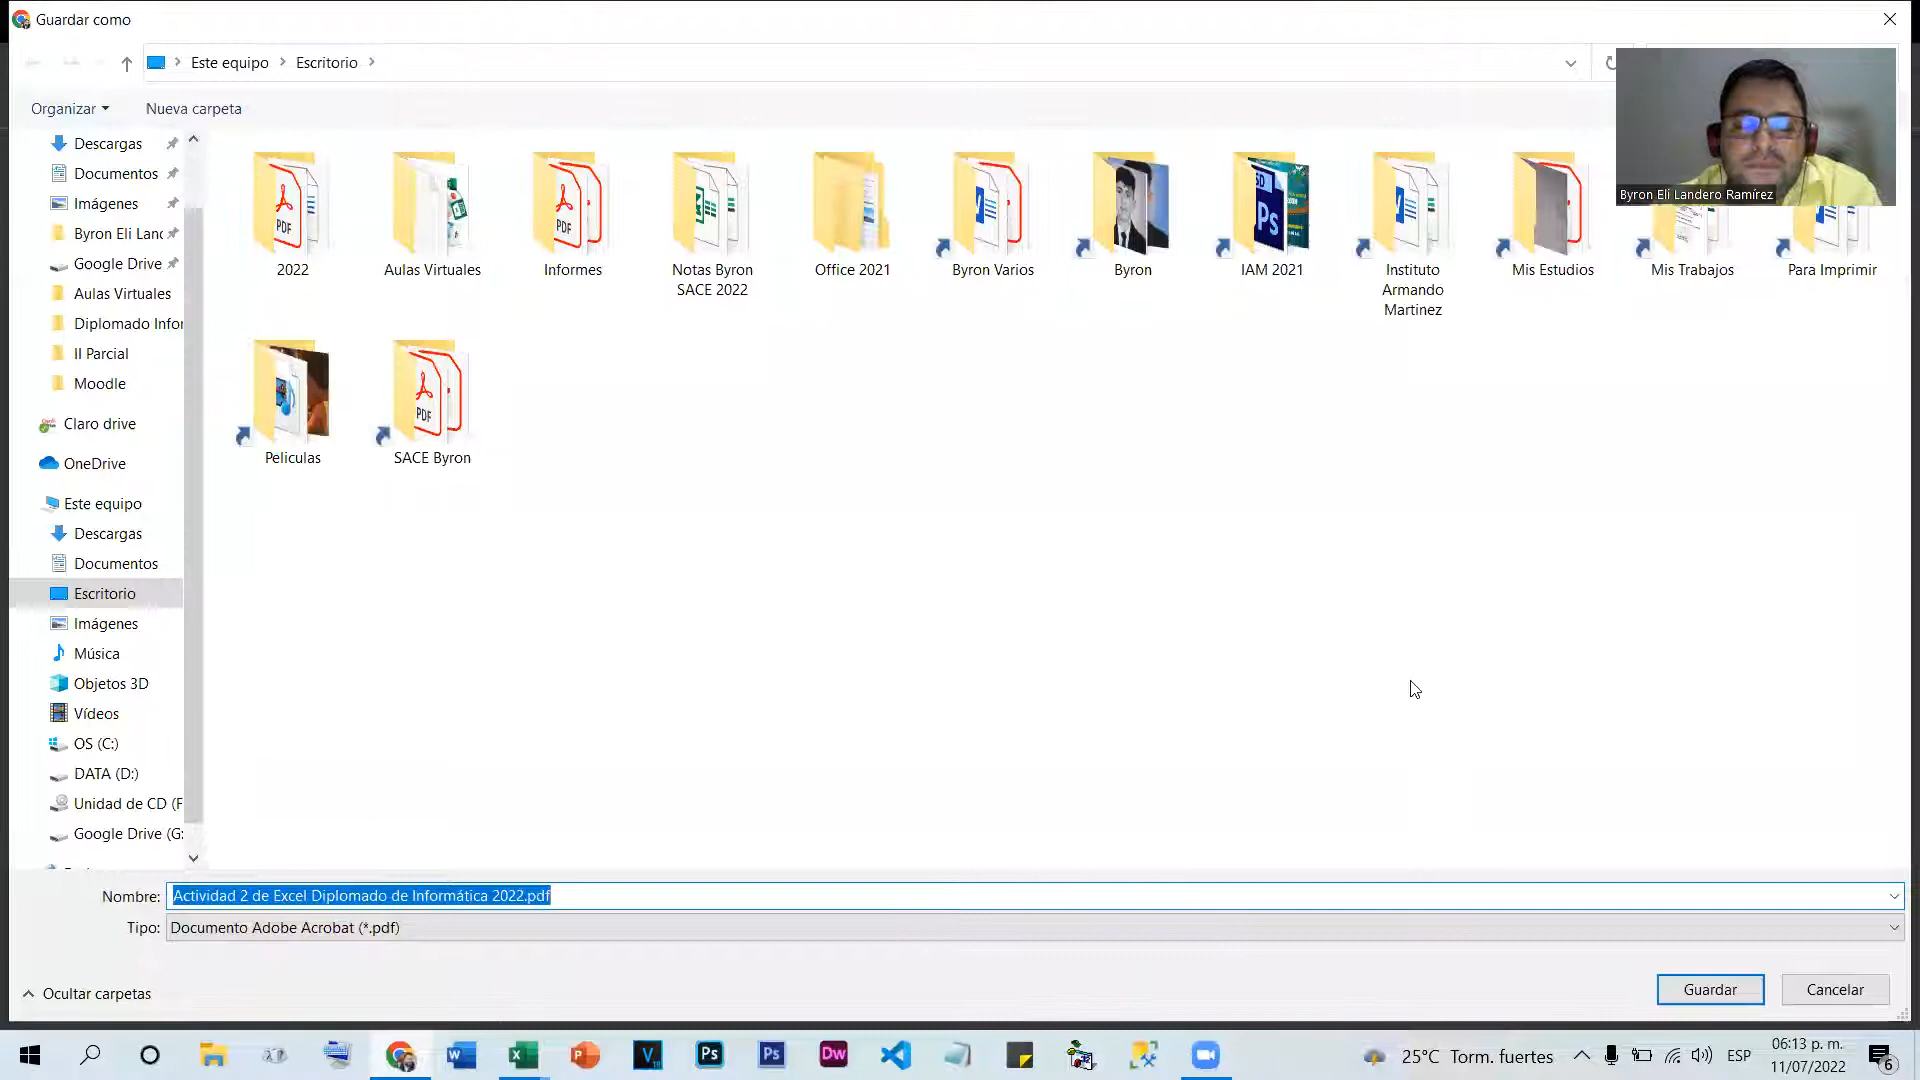 Guardar como
Este equipo
Escritorio
Organizar
Nueva carpeta
Byron Eli Landero Ramírez
Descargas
Documentos
Imágenes
Byron Eli Lanc
Google Drive
Aulas Virtuales
Diplomado Infor
II Parcial
Moodle
Claro drive
OneDrive
Este equipo
Descargas
Documentos
Escritorio
Imágenes
Música
Objetos 3D
Vídeos
OS (C:)
DATA (D:)
Unidad de CD (F
Google Drive (G:
2022
Aulas Virtuales
Informes
Notas Byron
SACE 2022
Office 2021
Byron Varios
Byron
IAM 2021
Instituto
Armando
Martinez
Mis Estudios
Mis Trabajos
Para Imprimir
Peliculas
SACE Byron
Nombre:
Actividad 2 de Excel Diplomado de Informática 2022.pdf
Tipo:
Documento Adobe Acrobat (*.pdf)
Ocultar carpetas
Guardar
Cancelar
25°C Torm. fuertes
ESP
06:13 p. m.
11/07/2022
6